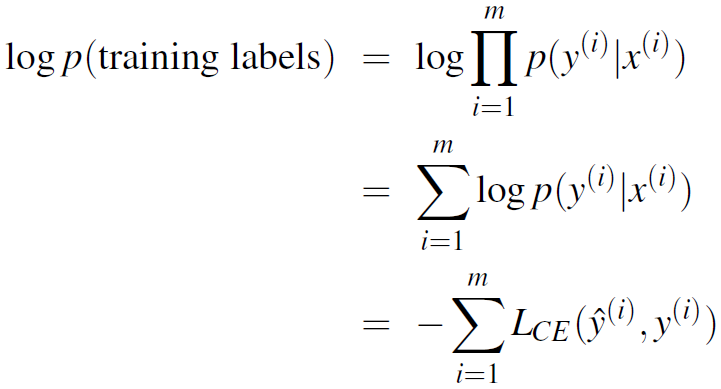 log p(training labels) = log ∏_{i=1}^{m} p(y^{(i)}|x^{(i)})
= ∑_{i=1}^{m} log p(y^{(i)}|x^{(i)})
= −∑_{i=1}^{m} L_{CE}(ŷ^{(i)}, y^{(i)})